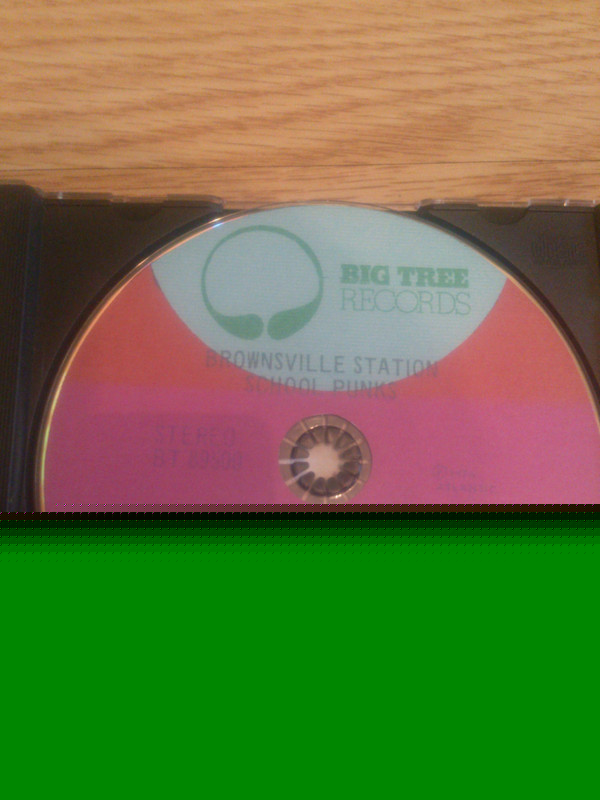 BIG TREE
RECORDS
BROWNSVILLE STATION
SCHOOL PUNKS
STEREO